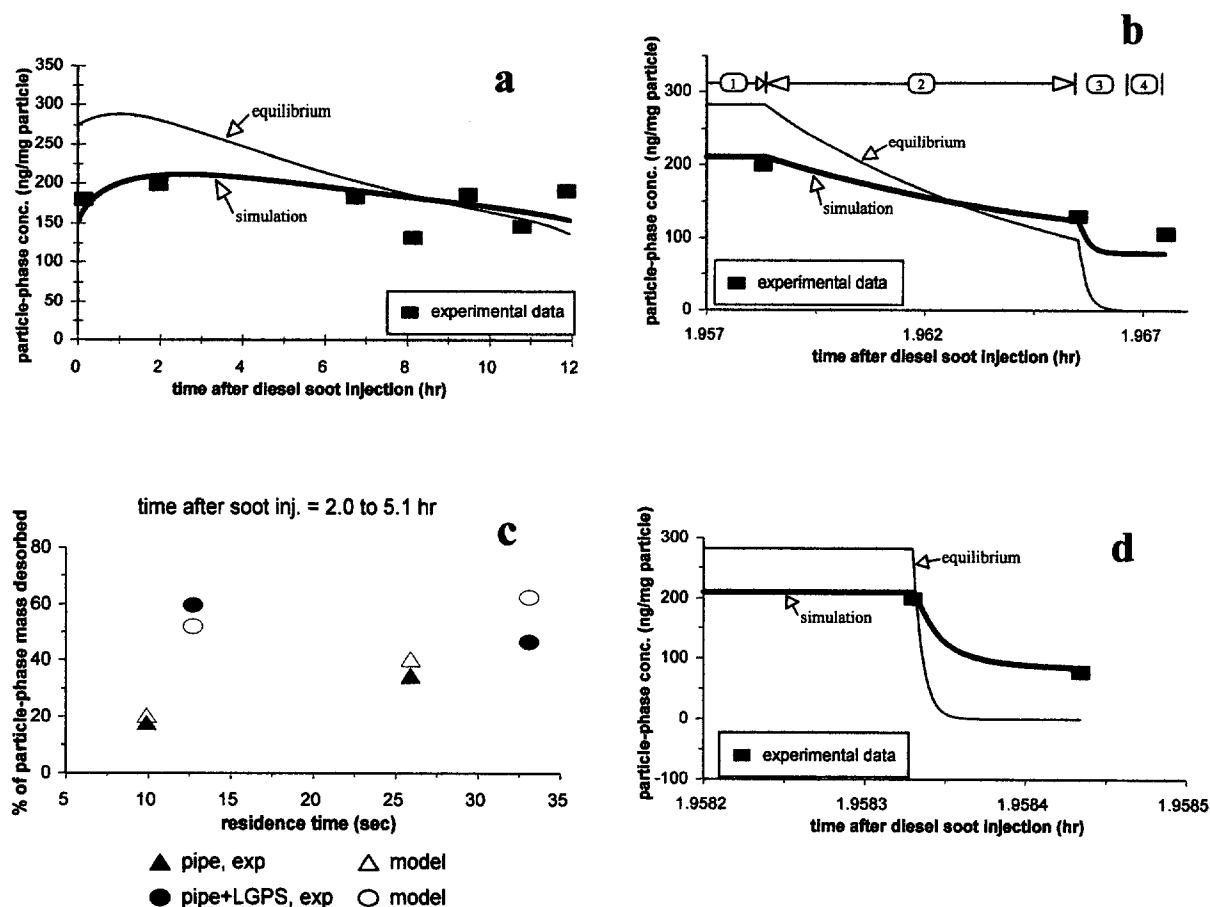 a
particle-phase conc. (ng/mg particle)
350
300
250
200
150
100
50
0
equilibrium
simulation
experimental data
0 2 4 6 8 10 12
time after diesel soot injection (hr)
b
particle-phase conc. (ng/mg particle)
300
200
100
0
1 2 3 4
equilibrium
simulation
experimental data
1.957 1.962 1.967
time after diesel soot injection (hr)
time after soot inj. = 2.0 to 5.1 hr
c
% of particle-phase mass desorbed
80
60
40
20
0
5 10 15 20 25 30 35
residence time (sec)
pipe, exp model
pipe+LGPS, exp model
d
particle-phase conc. (ng/mg particle)
300
200
100
0
-100
equilibrium
simulation
experimental data
1.9582 1.9583 1.9584 1.9585
time after diesel soot injection (hr)